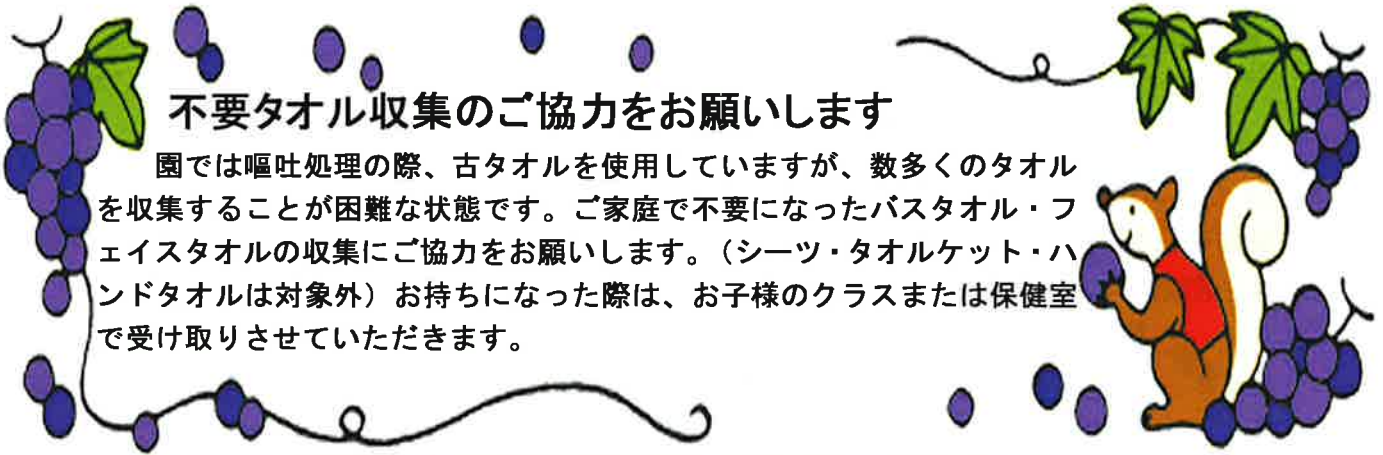 不要タオル収集のご協力をお願いします
園では嘔吐処理の際、古タオルを使用していますが、数多くのタオル
を収集することが困難な状態です。ご家庭で不要になったバスタオル・フ
ェイスタオルの収集にご協力をお願いします。（シーツ・タオルケット・ハ
ンドタオルは対象外）お持ちになった際は、お子様のクラスまたは保健室
で受け取りさせていただきます。